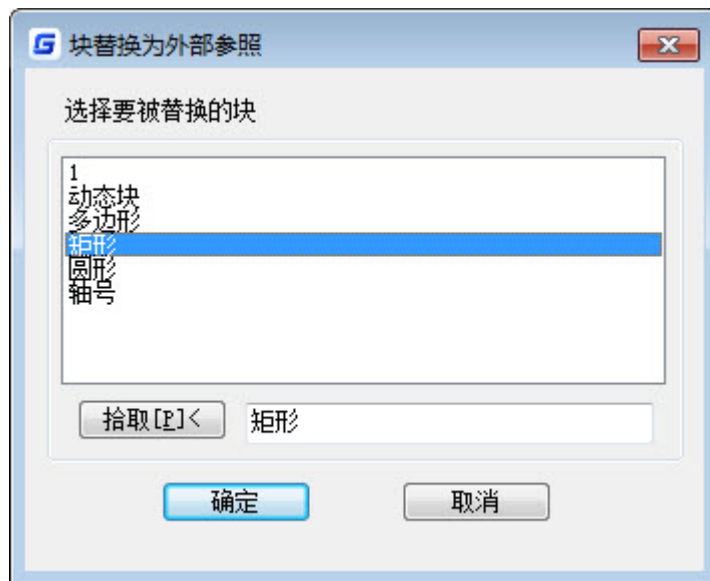 块替换为外部参照
选择要被替换的块
1
动态块
多边形
矩形
圆形
轴号
拾取[P]< 矩形
确定 取消